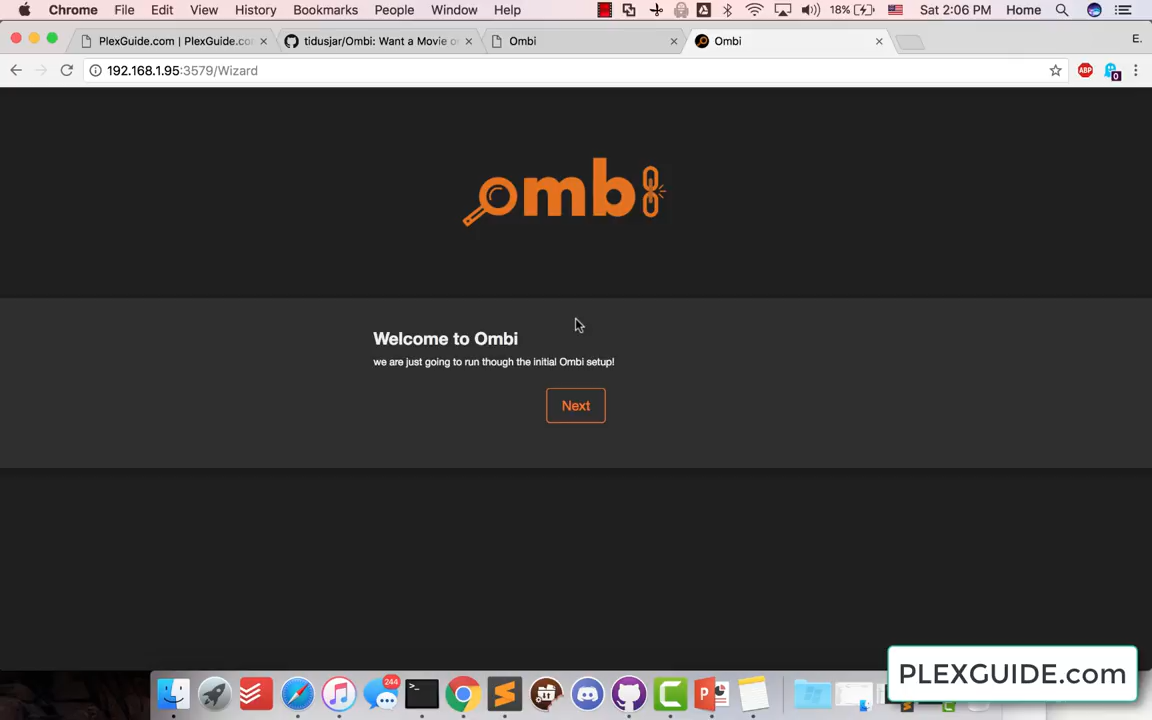 Chrome File Edit View History Bookmarks People Window Help 18% Sat 2:06 PM Home
PlexGuide.com | PlexGuide.co tidusjar/Ombi: Want a Movie o Ombi Ombi E.
192.168.1.95:3579/Wizard ABP 0
ombi
Welcome to Ombi
we are just going to run though the initial Ombi setup!
Next
244
PLEXGUIDE.com